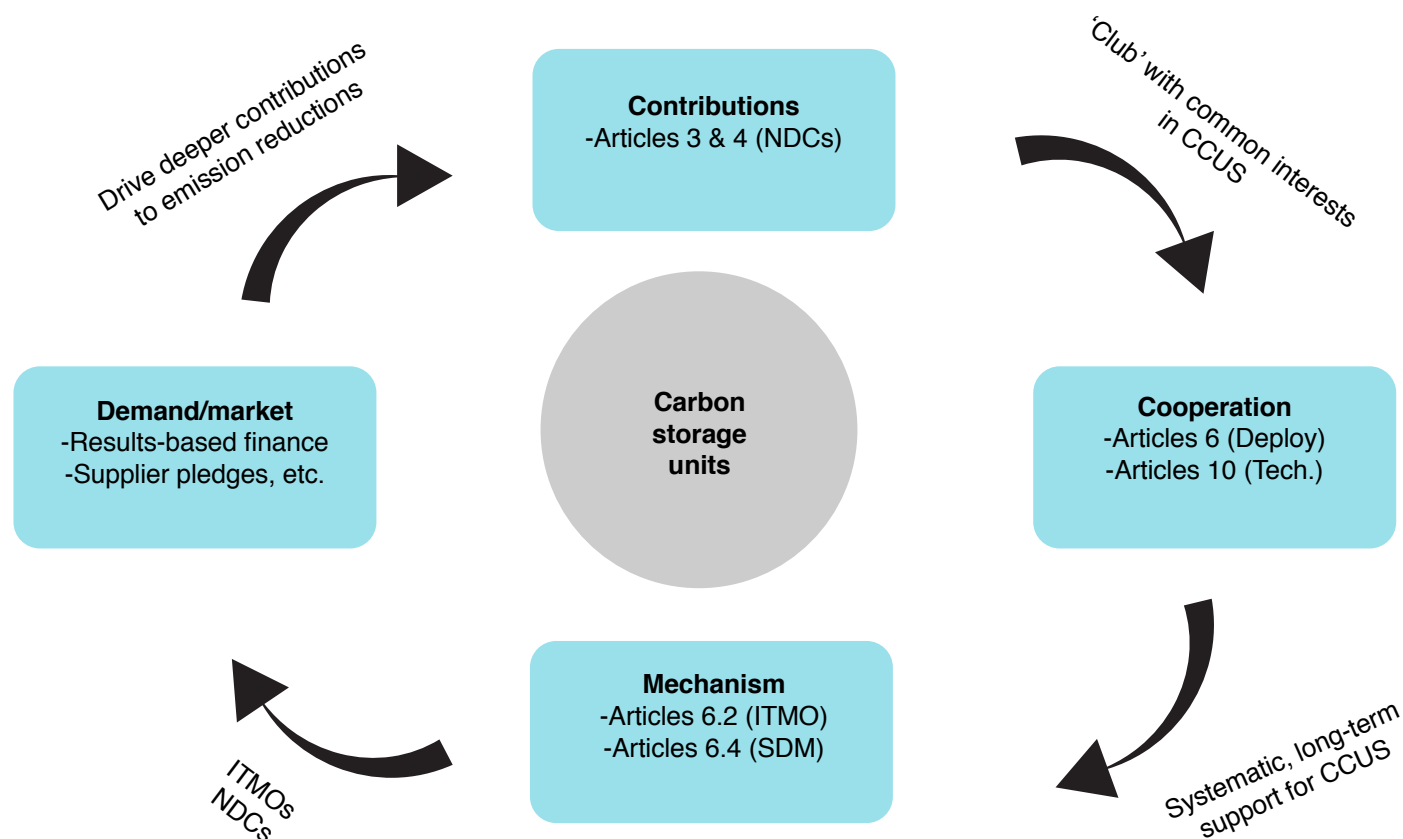 Drive deeper contributions
to emission reductions
Contributions
-Articles 3 & 4 (NDCs)
‘Club’ with common interests
in CCUS
Demand/market
-Results-based finance
-Supplier pledges, etc.
Carbon
storage
units
Cooperation
-Articles 6 (Deploy)
-Articles 10 (Tech.)
Mechanism
-Articles 6.2 (ITMO)
-Articles 6.4 (SDM)
ITMOs
NDCs
Systematic, long-term
support for CCUS